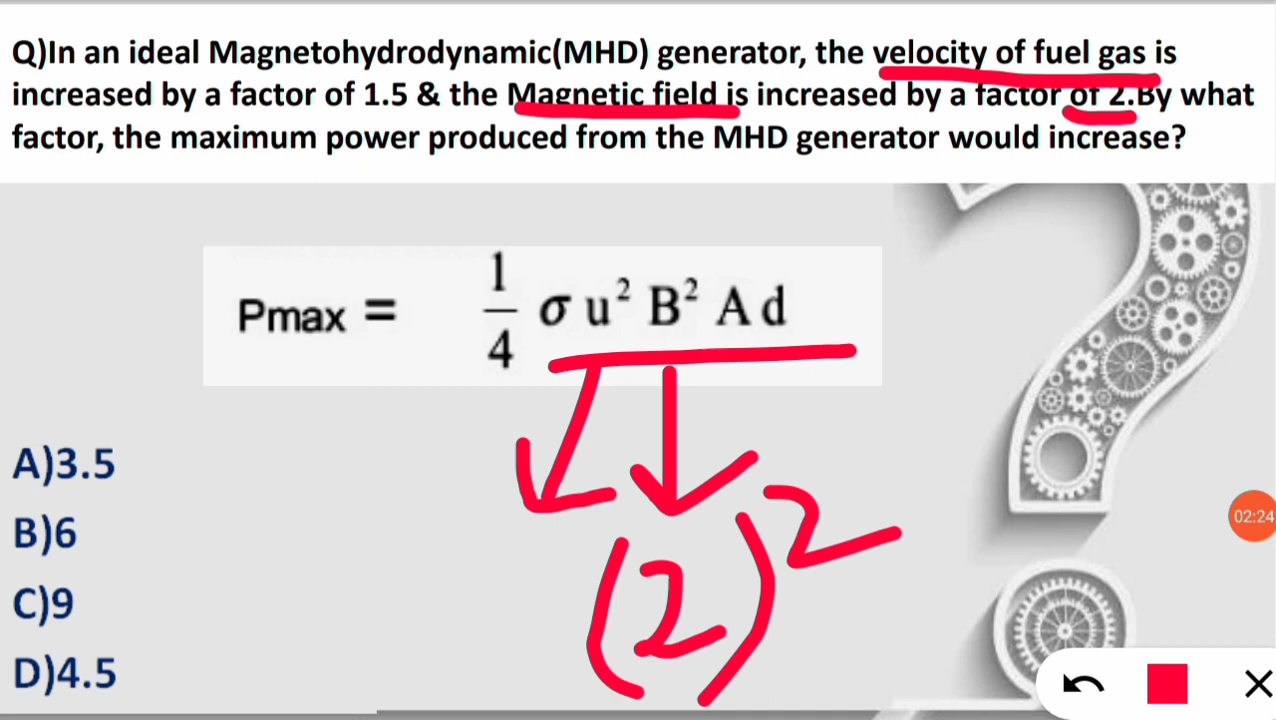 Q)In an ideal Magnetohydrodynamic(MHD) generator, the velocity of fuel gas is
increased by a factor of 1.5 & the Magnetic field is increased by a factor of 2.By what
factor, the maximum power produced from the MHD generator would increase?
Pmax = 1/4 σ u² B² A d
A)3.5
B)6
C)9
D)4.5
(2)²
02:24